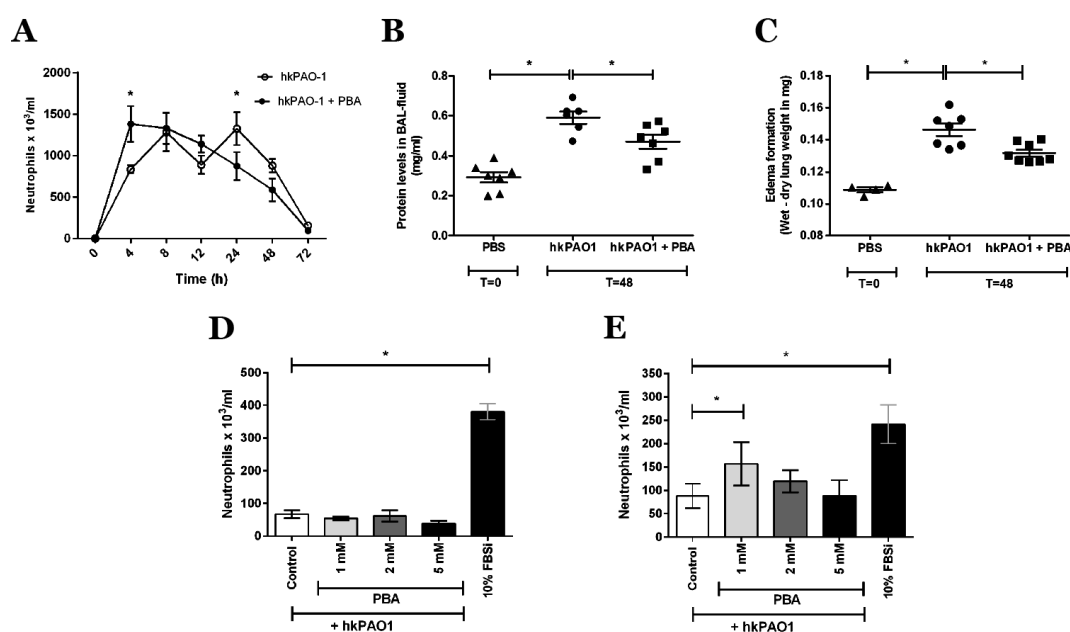 A
B
C
hkPAO-1
hkPAO-1 + PBA
Neutrophils x 10³/ml
2000
1500
1000
500
0
*
*
0
4
8
12
24
48
72
Time (h)
Protein levels in BAL-fluid
(mg/ml)
0.8
0.6
0.4
0.2
0.0
*
*
PBS
hkPAO1
hkPAO1 + PBA
T=0
T=48
Edema formation
(Wet - dry lung weight in mg)
0.18
0.16
0.14
0.12
0.10
0.08
*
*
PBS
hkPAO1
hkPAO1 + PBA
T=0
T=48
D
E
Neutrophils x 10³/ml
500
400
300
200
100
0
*
Control
1 mM
2 mM
5 mM
10% FBSi
PBA
+ hkPAO1
Neutrophils x 10³/ml
350
300
250
200
150
100
50
0
*
*
Control
1 mM
2 mM
5 mM
10% FBSi
PBA
+ hkPAO1